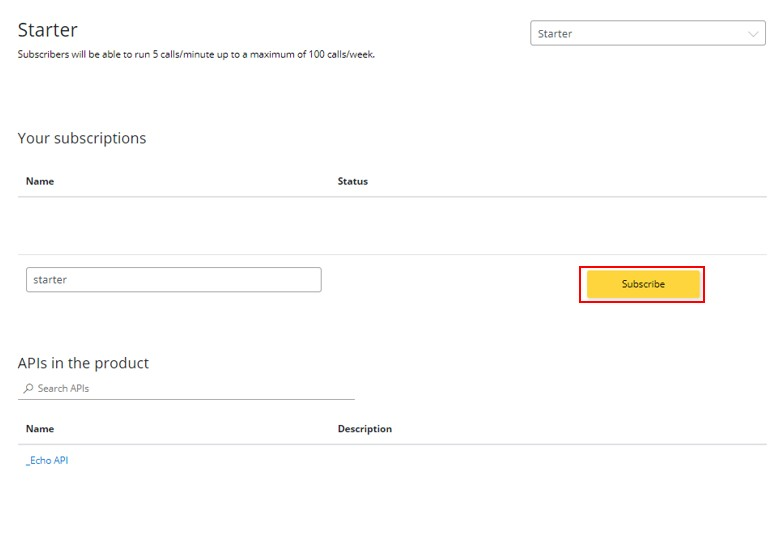 Starter
Starter
Subscribers will be able to run 5 calls/minute up to a maximum of 100 calls/week.
Your subscriptions
Name Status
starter Subscribe
APIs in the product
Search APIs
Name Description
_Echo API